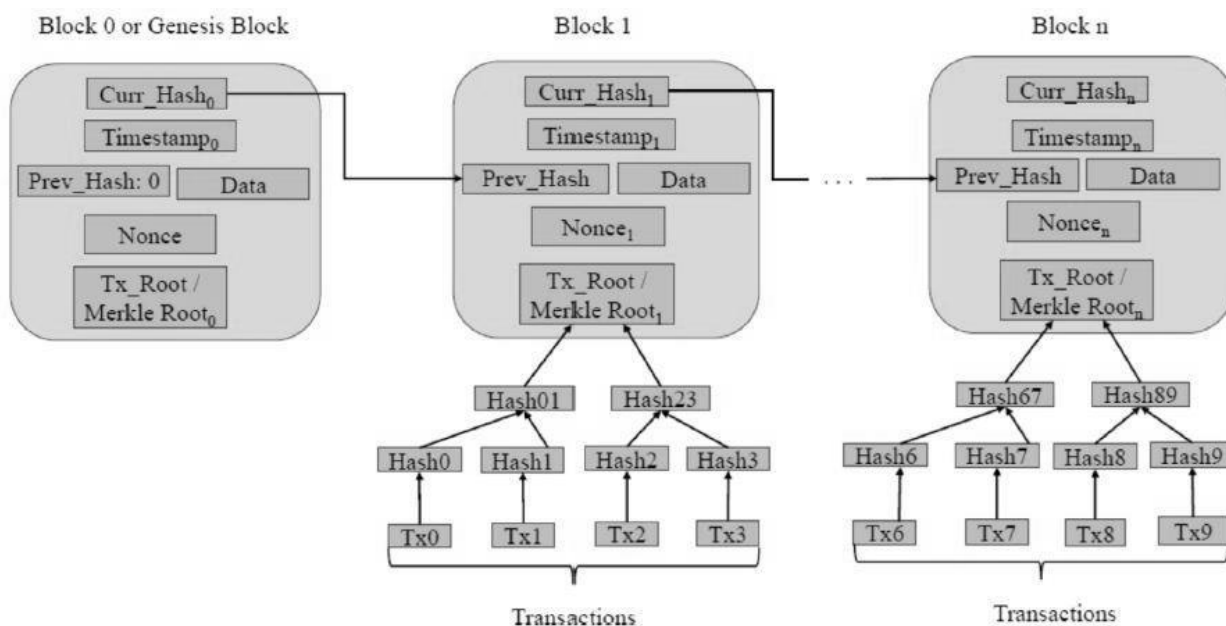 Block 0 or Genesis Block
Curr_Hash₀
Timestamp₀
Prev_Hash: 0
Data
Nonce
Tx_Root /
Merkle Root₀
Block 1
Curr_Hash₁
Timestamp₁
Prev_Hash
Data
Nonce₁
Tx_Root /
Merkle Root₁
Hash01
Hash23
Hash0
Hash1
Hash2
Hash3
Tx0
Tx1
Tx2
Tx3
Transactions
. . .
Block n
Curr_Hashₙ
Timestampₙ
Prev_Hash
Data
Nonceₙ
Tx_Root /
Merkle Rootₙ
Hash67
Hash89
Hash6
Hash7
Hash8
Hash9
Tx6
Tx7
Tx8
Tx9
Transactions